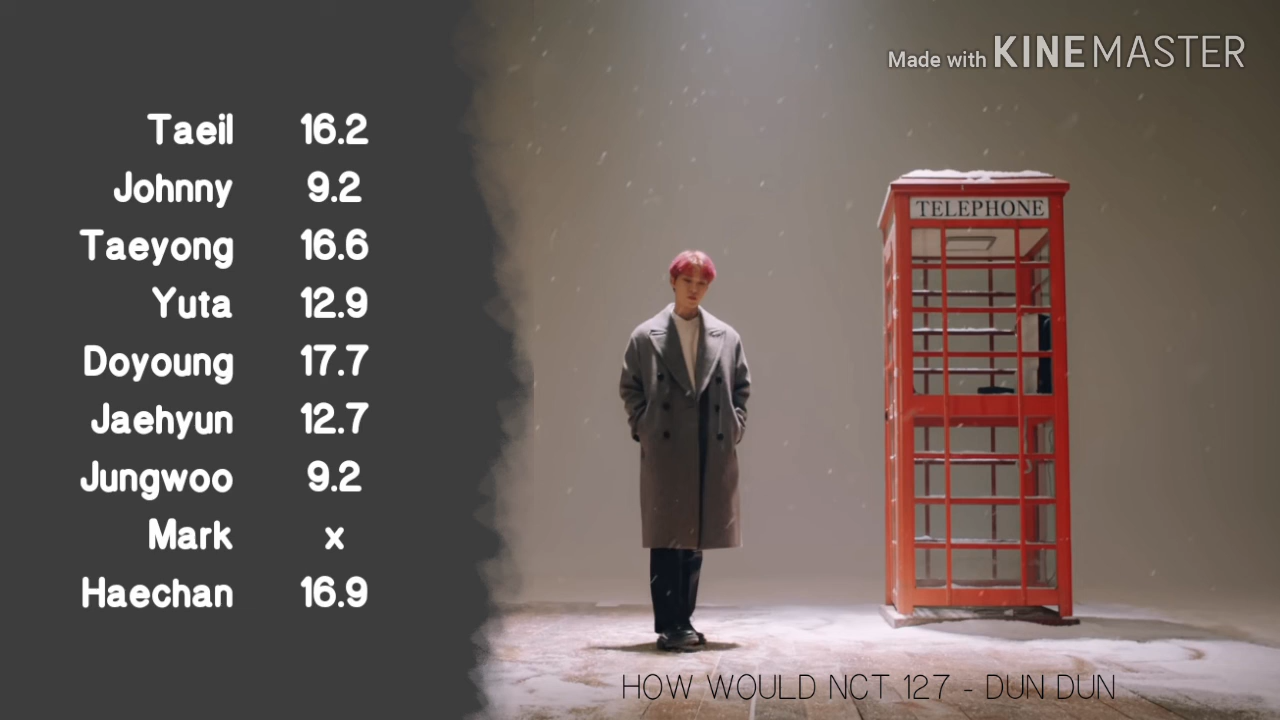 Made with KINEMASTER
Taeil 16.2
Johnny 9.2
Taeyong 16.6
Yuta 12.9
Doyoung 17.7
Jaehyun 12.7
Jungwoo 9.2
Mark x
Haechan 16.9
TELEPHONE
HOW WOULD NCT 127 - DUN DUN